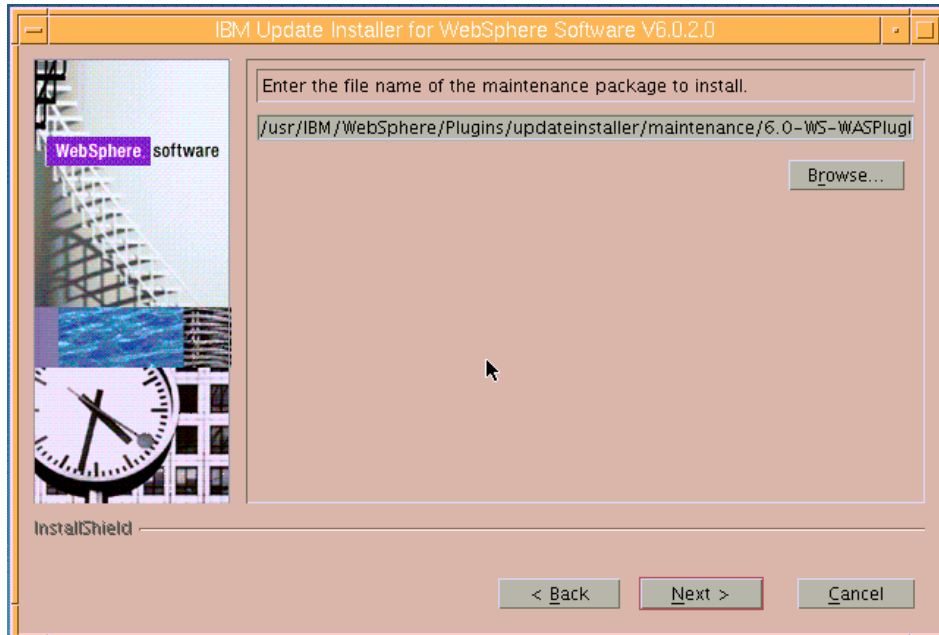 IBM Update Installer for WebSphere Software V6.0.2.0
Enter the file name of the maintenance package to install.
/usr/IBM/WebSphere/Plugins/updateinstaller/maintenance/6.0-WS-WASPlugI
WebSphere. software
Browse...
InstallShield
< Back
Next >
Cancel